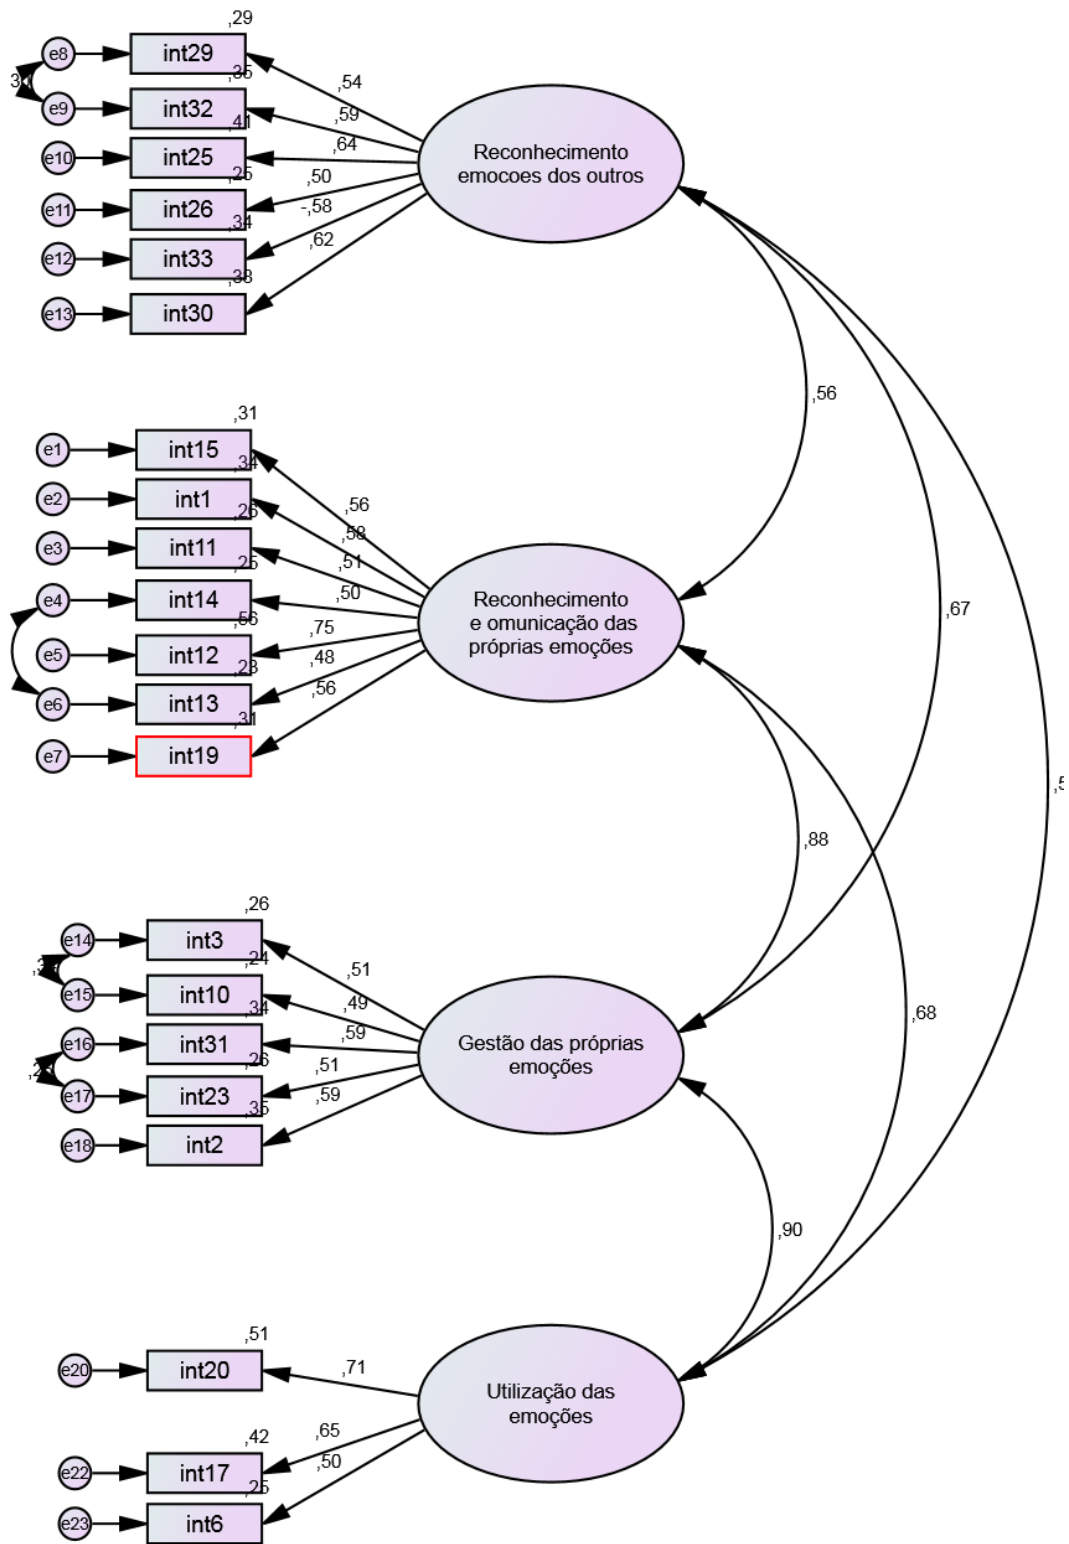 ,29
e8
int29
,35
,54
e9
int32
,59
,41
e10
int25
,64
,25
e11
int26
,50
,34
e12
int33
-,58
,38
e13
int30
,62
Reconhecimento
emocoes dos outros
,56
,31
e1
int15
,56
,34
e2
int1
,58
,26
e3
int11
,51
,25
e4
int14
,50
,56
e5
int12
,75
,23
e6
int13
,48
,31
e7
int19
,56
Reconhecimento
e omunicação das
próprias emoções
,67
,88
,26
e14
int3
,51
,24
e15
int10
,49
,34
e16
int31
,59
,26
e17
int23
,51
,35
e18
int2
,59
Gestão das próprias
emoções
,68
,90
,51
e20
int20
,71
,42
e22
int17
,65
,25
e23
int6
,50
Utilização das
emoções